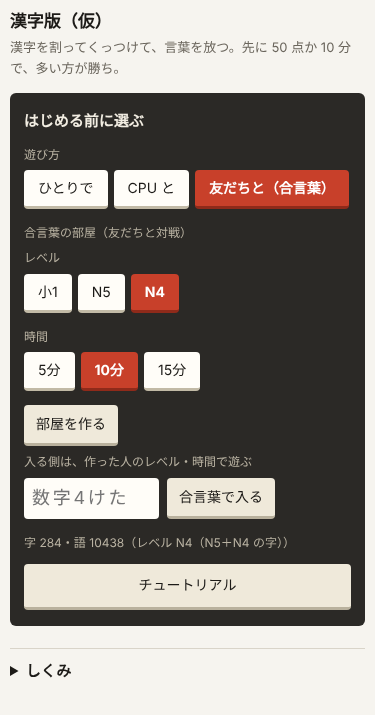 漢字版（仮）
漢字を割ってくっつけて、言葉を放つ。先に 50 点か 10 分
で、多い方が勝ち。
はじめる前に選ぶ
遊び方
ひとりで
CPU と
友だちと（合言葉）
合言葉の部屋（友だちと対戦）
レベル
小1
N5
N4
時間
5分
10分
15分
部屋を作る
入る側は、作った人のレベル・時間で遊ぶ
数字4けた
合言葉で入る
字 284・語 10438（レベル N4（N5＋N4 の字））
チュートリアル
▶ しくみ